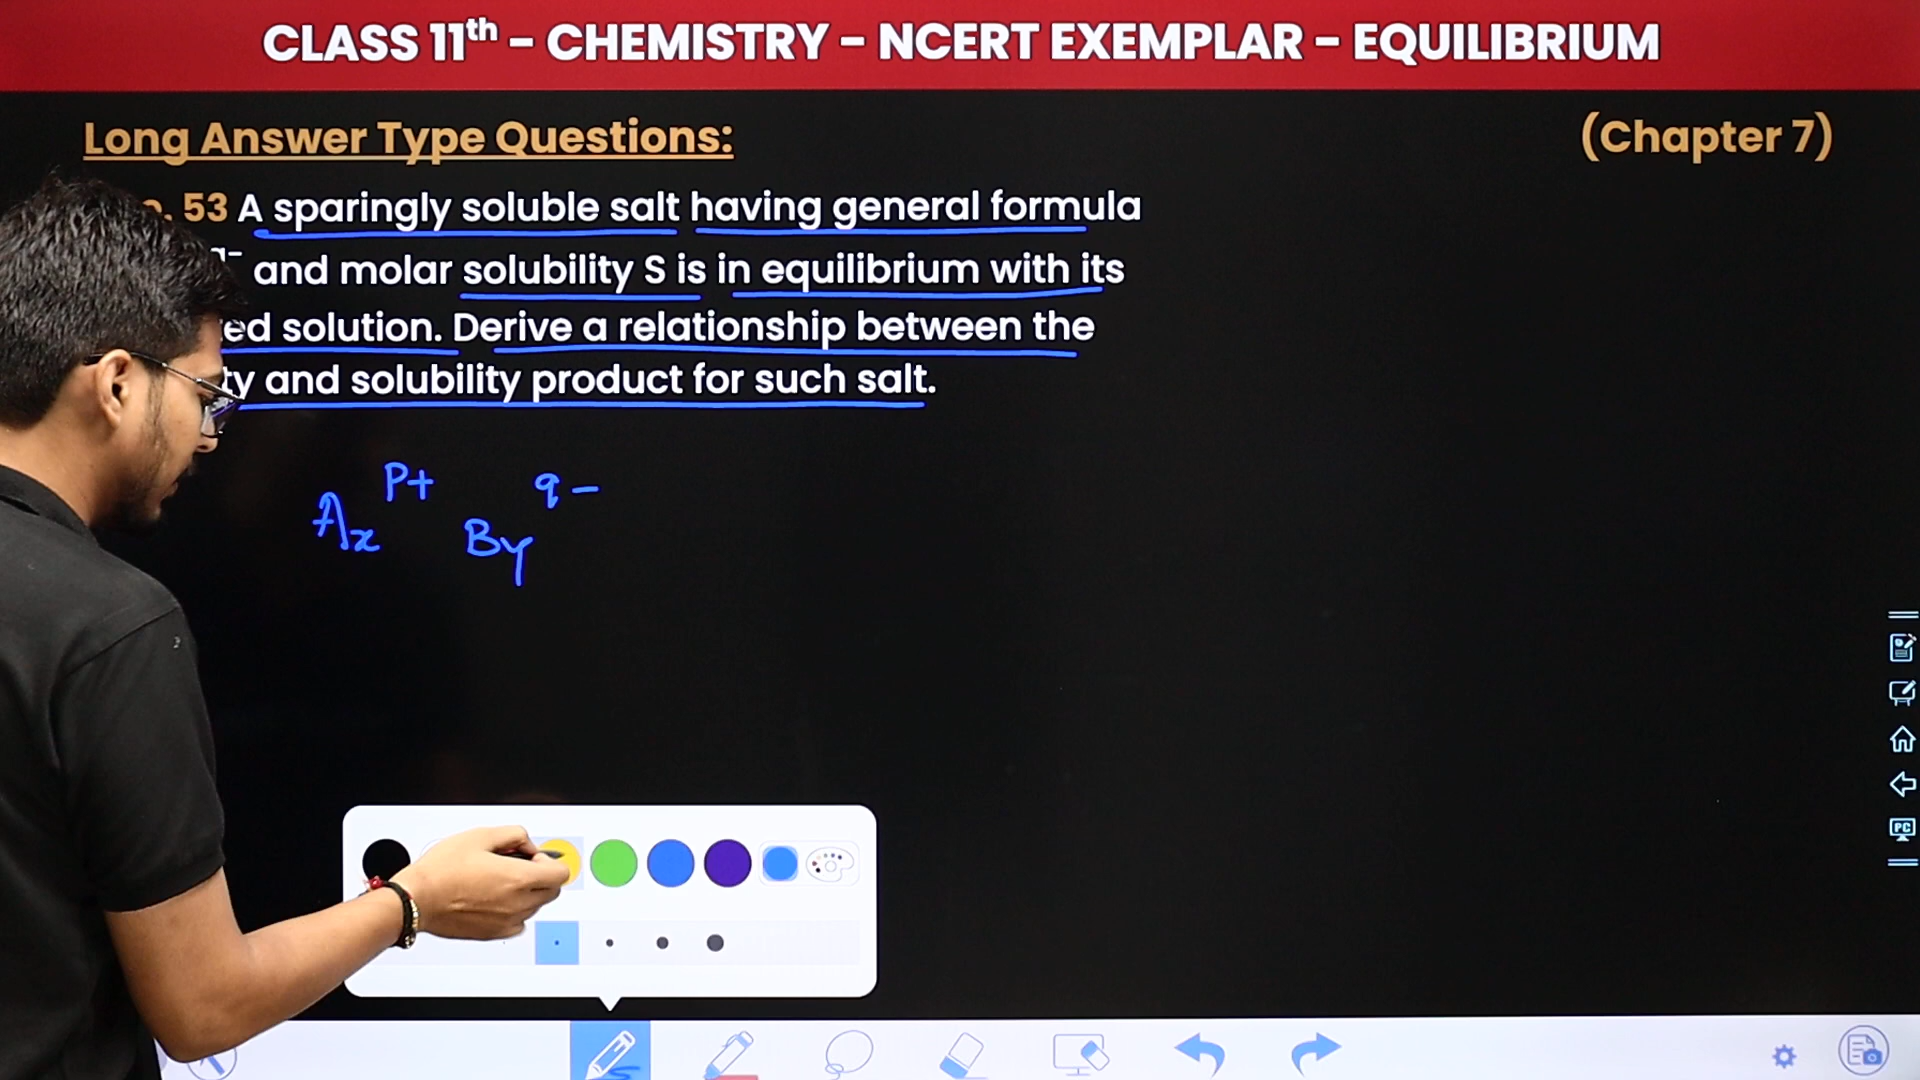 CLASS 11th - CHEMISTRY - NCERT EXEMPLAR - EQUILIBRIUM
Long Answer Type Questions:
(Chapter 7)
53 A sparingly soluble salt having general formula
q- and molar solubility S is in equilibrium with its
solution. Derive a relationship between the
and solubility product for such salt.
Ax^P+ By^q-
PC